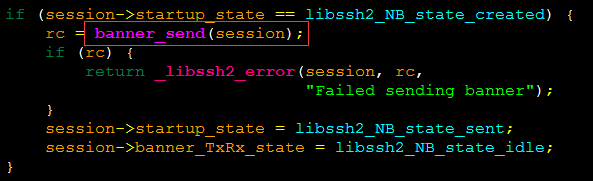 if (session->startup_state == libssh2_NB_state_created) {
    rc = banner_send(session);
    if (rc) {
        return _libssh2_error(session, rc,
                              "Failed sending banner");
    }
    session->startup_state = libssh2_NB_state_sent;
    session->banner_TxRx_state = libssh2_NB_state_idle;
}